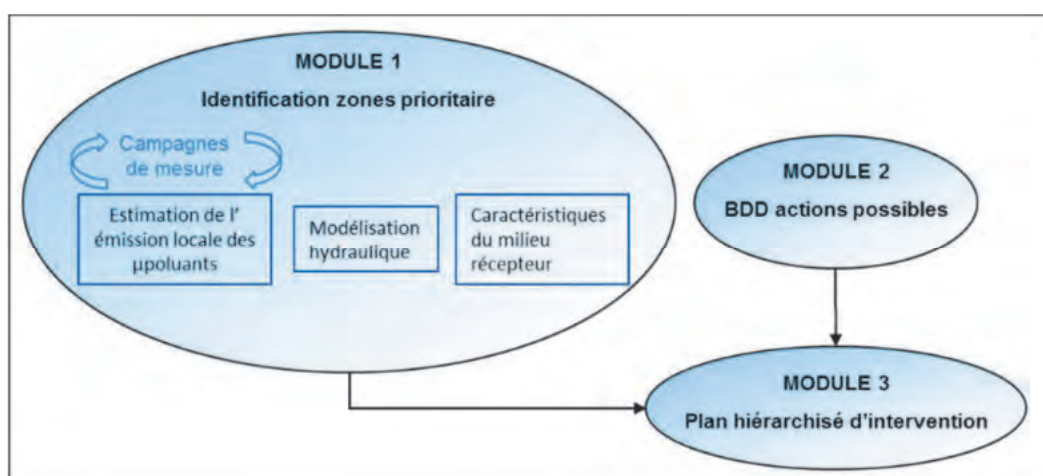 MODULE 1
Identification zones prioritaire
Campagnes
de mesure
Estimation de l'
émission locale des
µpoluants
Modélisation
hydraulique
Caractéristiques
du milieu
récepteur
MODULE 2
BDD actions possibles
MODULE 3
Plan hiérarchisé d'intervention